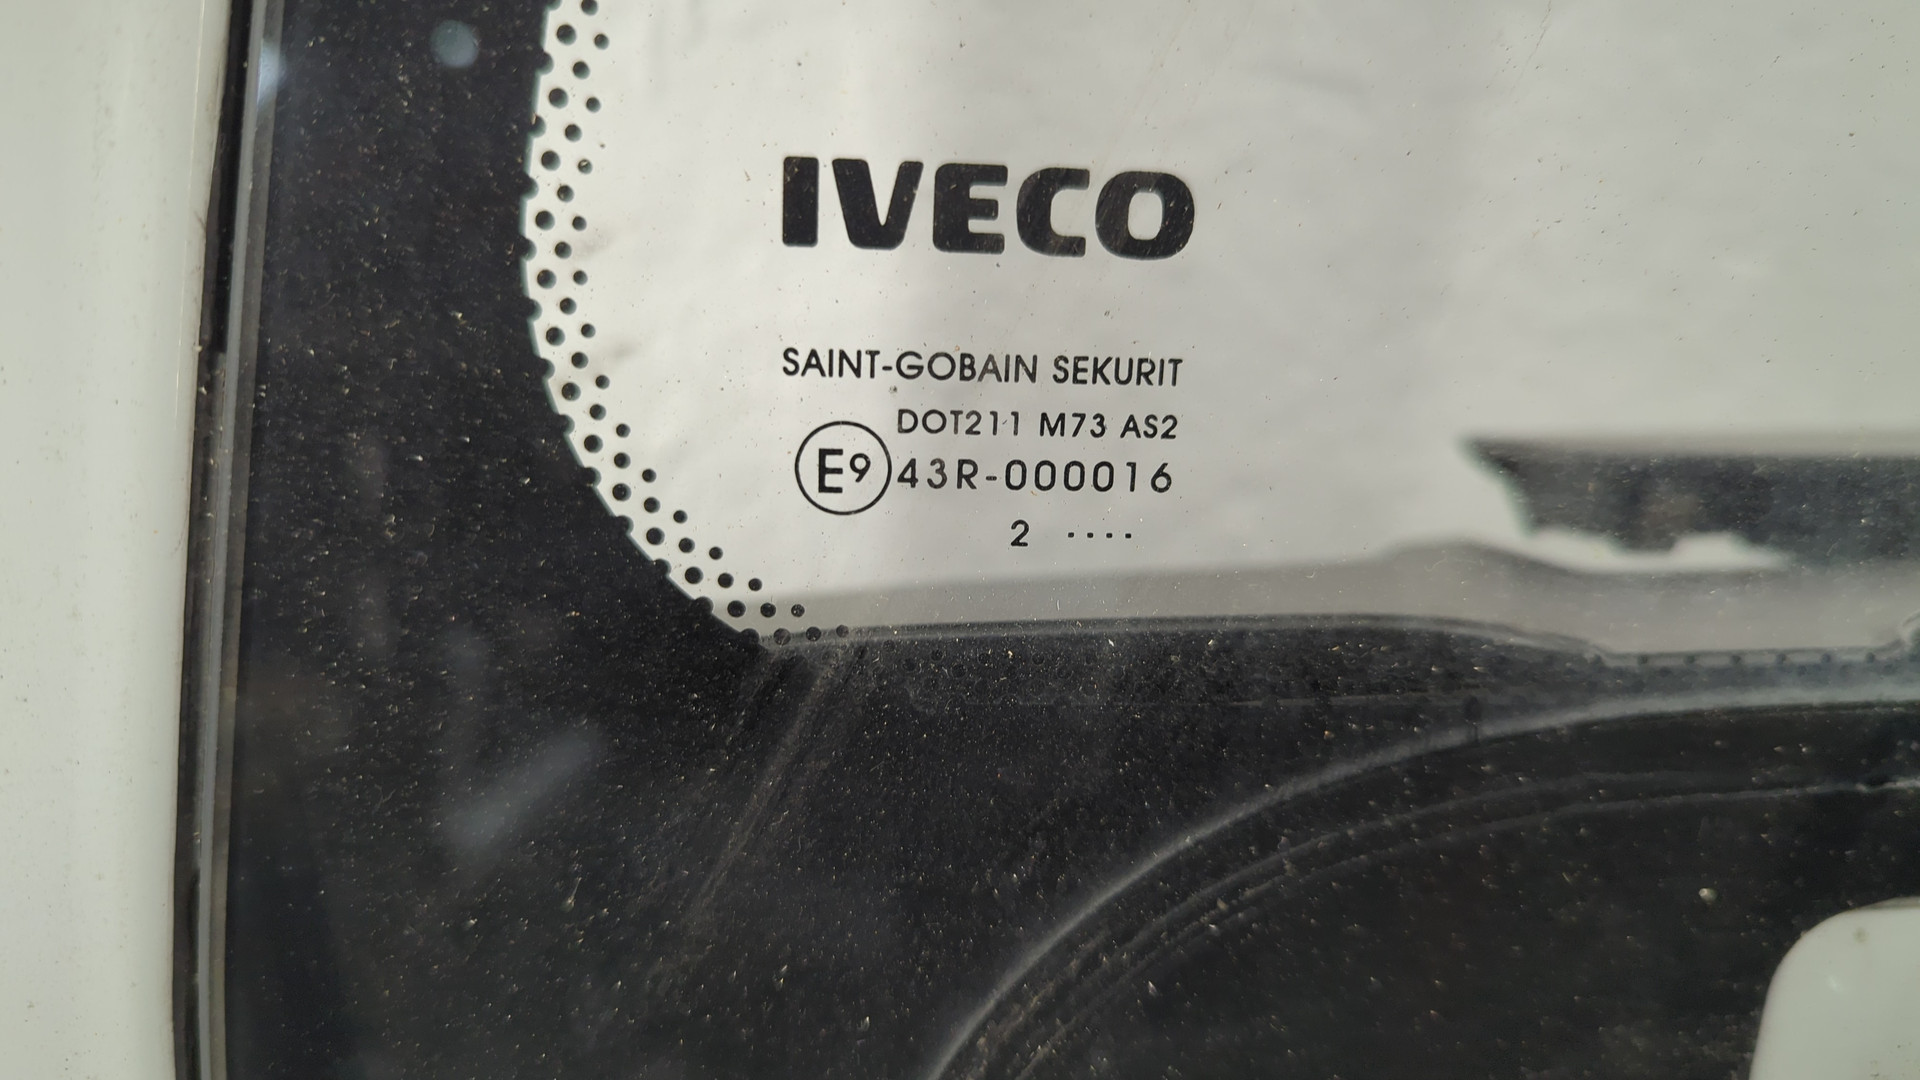 IVECO
SAINT-GOBAIN SEKURIT
DOT211 M73 AS2
E9 43R-000016
2 ....